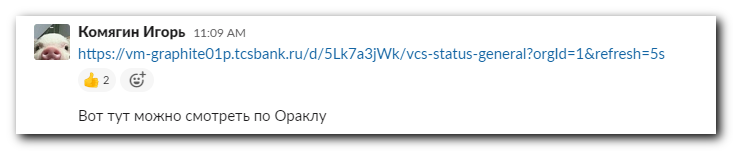 Комягин Игорь 11:09 AM
https://vm-graphite01p.tcsbank.ru/d/5Lk7a3jWk/vcs-status-general?orgId=1&refresh=5s
2
Вот тут можно смотреть по Ораклу